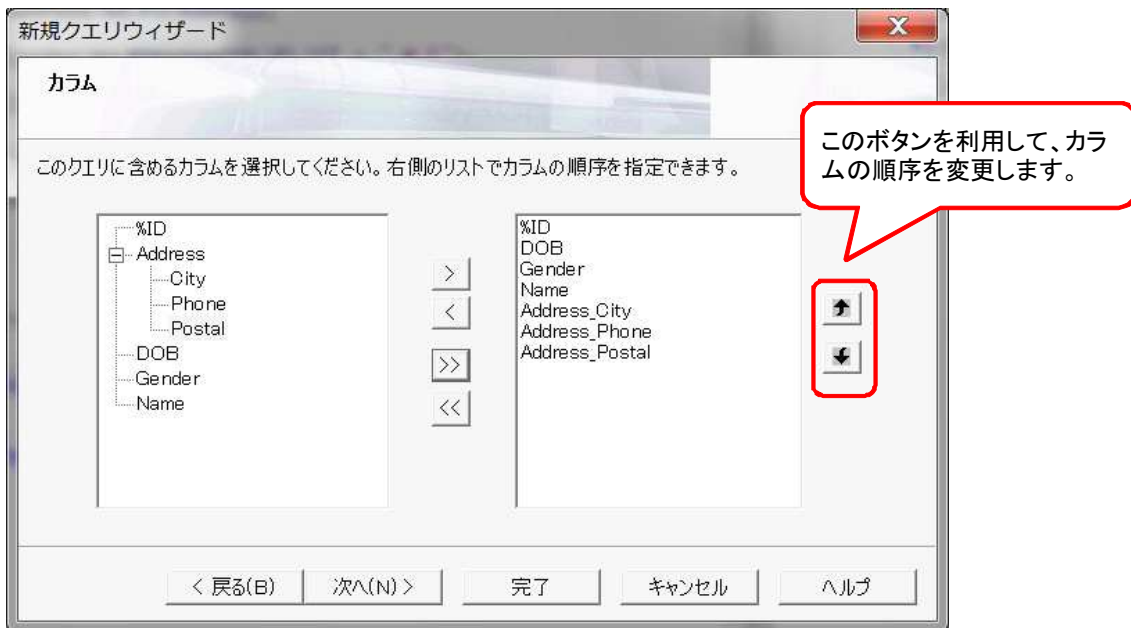 新規クエリウィザード
X
カラム
このクエリに含めるカラムを選択してください。右側のリストでカラムの順序を指定できます。
このボタンを利用して、カラ
ムの順序を変更します。
%ID
Address
City
Phone
Postal
DOB
Gender
Name
>
<
>>
<<
%ID
DOB
Gender
Name
Address_City
Address_Phone
Address_Postal
< 戻る(B)
次へ(N) >
完了
キャンセル
ヘルプ